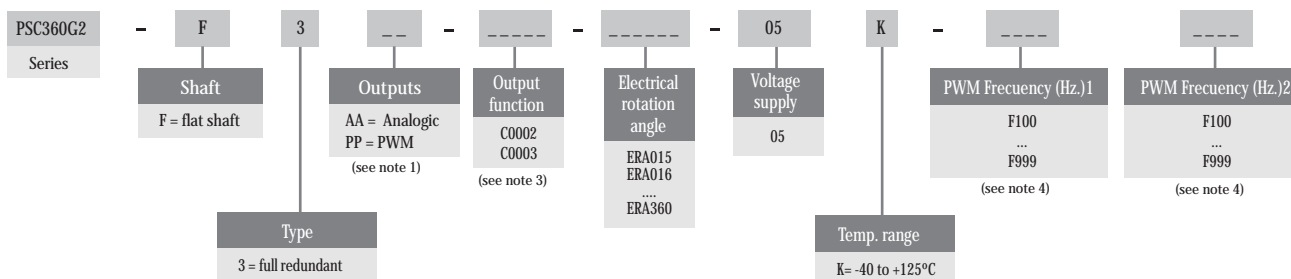 PSC360G2 - F 3 _ _ - _ _ _ _ _ - _ _ _ _ _ _ - 05 K - _ _ _ _ _ _ _ _
Series
Shaft
F = flat shaft
Type
3 = full redundant
Outputs
AA = Analogic
PP = PWM
(see note 1)
Output
function
C0002
C0003
(see note 3)
Electrical
rotation
angle
ERA015
ERA016
....
ERA360
Voltage
supply
05
Temp. range
K= -40 to +125ºC
PWM Frecuency (Hz.)1
F100
...
F999
(see note 4)
PWM Frecuency (Hz.)2
F100
...
F999
(see note 4)